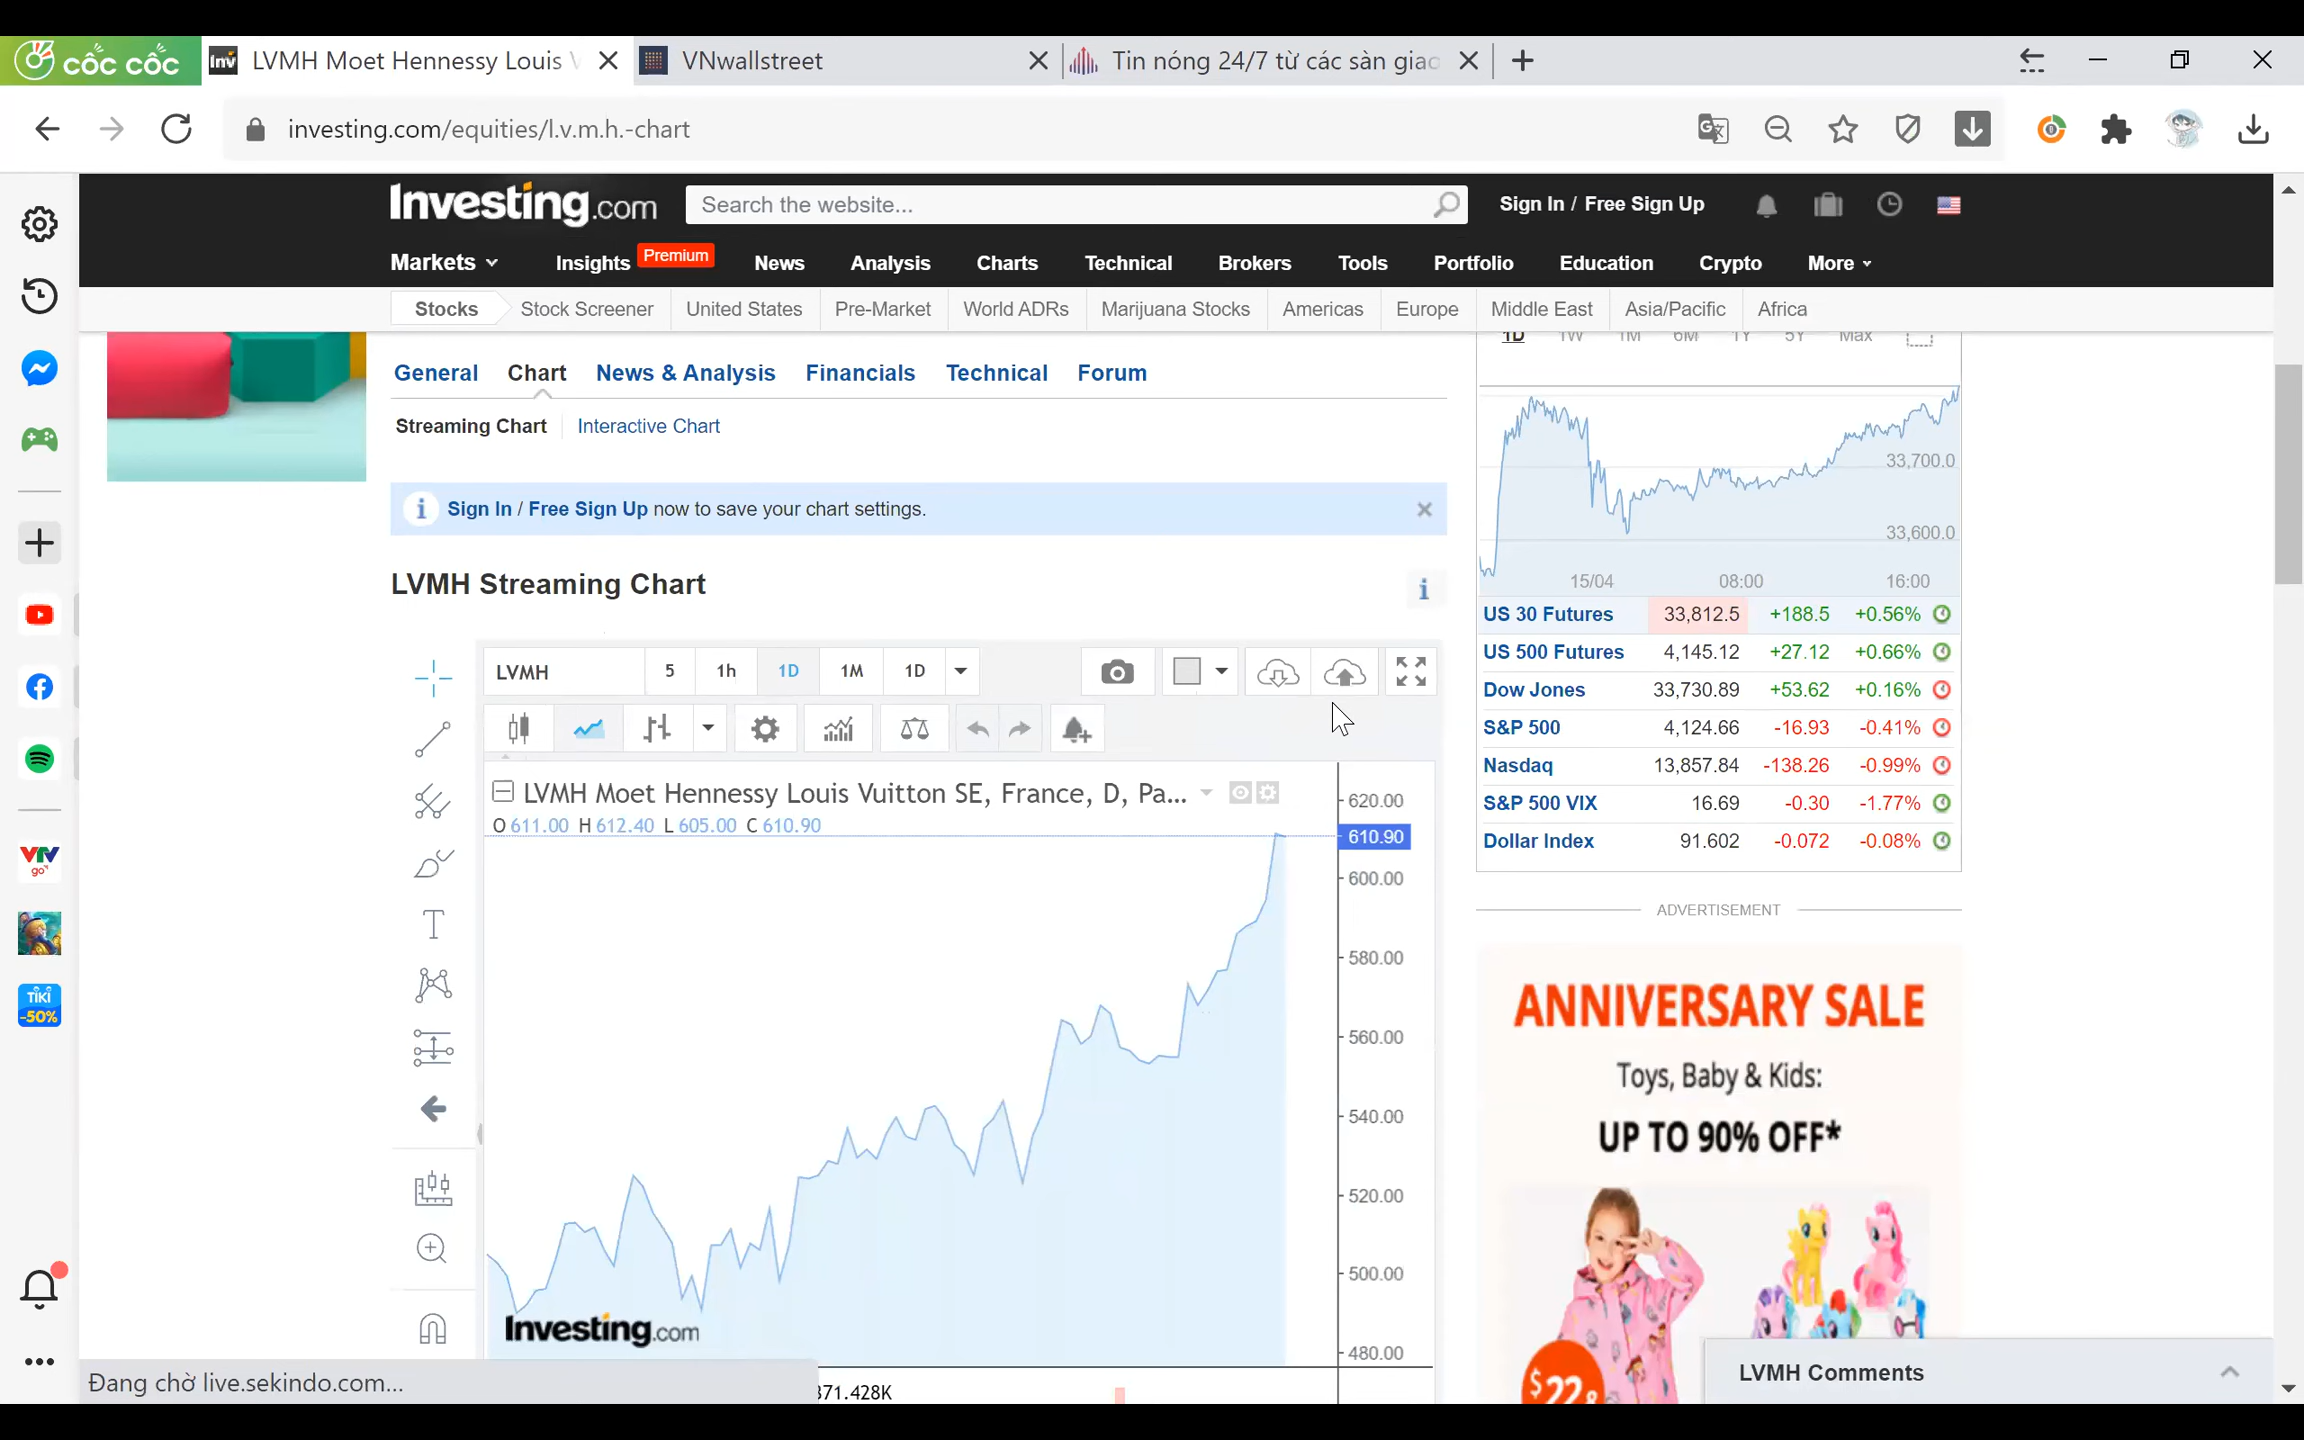 cốc cốc
LVMH Moet Hennessy Louis
VNwallstreet
Tin nóng 24/7 từ các sàn giao
investing.com/equities/l.v.m.h.-chart
Investing.com
Search the website...
Sign In / Free Sign Up
Markets
Insights
Premium
News
Analysis
Charts
Technical
Brokers
Tools
Portfolio
Education
Crypto
More
Stocks
Stock Screener
United States
Pre-Market
World ADRs
Marijuana Stocks
Americas
Europe
Middle East
Asia/Pacific
Africa
General
Chart
News & Analysis
Financials
Technical
Forum
Streaming Chart
Interactive Chart
Sign In / Free Sign Up now to save your chart settings.
LVMH Streaming Chart
LVMH
5
1h
1D
1M
1D
LVMH Moet Hennessy Louis Vuitton SE, France, D, Pa...
O 611.00 H 612.40 L 605.00 C 610.90
620.00
610.90
600.00
580.00
560.00
540.00
520.00
500.00
480.00
Investing.com
371.428K
1D 1W 1M 6M 1Y 5Y Max
33,700.0
33,600.0
15/04 08:00 16:00
US 30 Futures 33,812.5 +188.5 +0.56%
US 500 Futures 4,145.12 +27.12 +0.66%
Dow Jones 33,730.89 +53.62 +0.16%
S&P 500 4,124.66 -16.93 -0.41%
Nasdaq 13,857.84 -138.26 -0.99%
S&P 500 VIX 16.69 -0.30 -1.77%
Dollar Index 91.602 -0.072 -0.08%
ADVERTISEMENT
ANNIVERSARY SALE
Toys, Baby & Kids:
UP TO 90% OFF*
LVMH Comments
VTV
go
TIKI
-50%
Đang chờ live.sekindo.com...